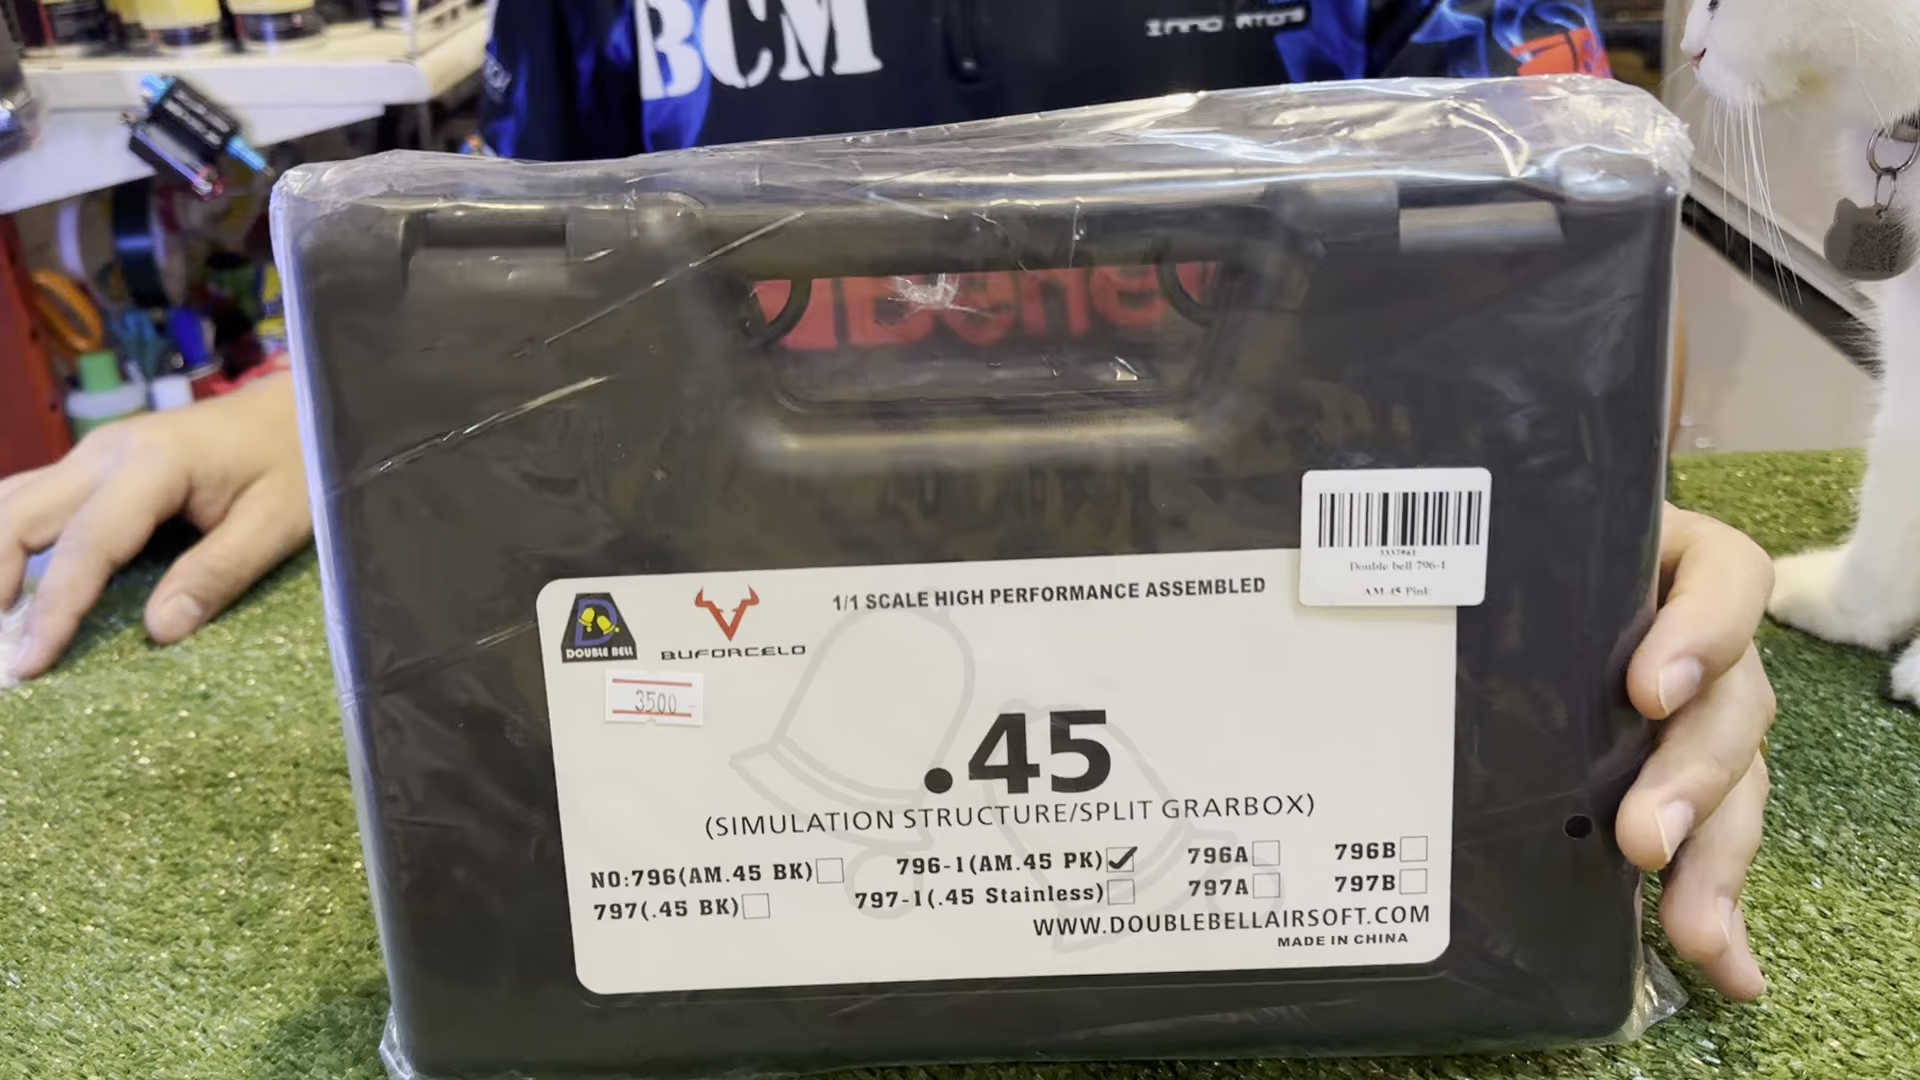 BCM
Bene
3337961
Double bell 796-1
AM.45 Pink
1/1 SCALE HIGH PERFORMANCE ASSEMBLED
DOUBLE BELL
BUFORCELO
3500
.45
(SIMULATION STRUCTURE/SPLIT GRARBOX)
NO:796(AM.45 BK) 796-1(AM.45 PK) 796A 796B
797(.45 BK) 797-1(.45 Stainless) 797A 797B
WWW.DOUBLEBELLAIRSOFT.COM
MADE IN CHINA